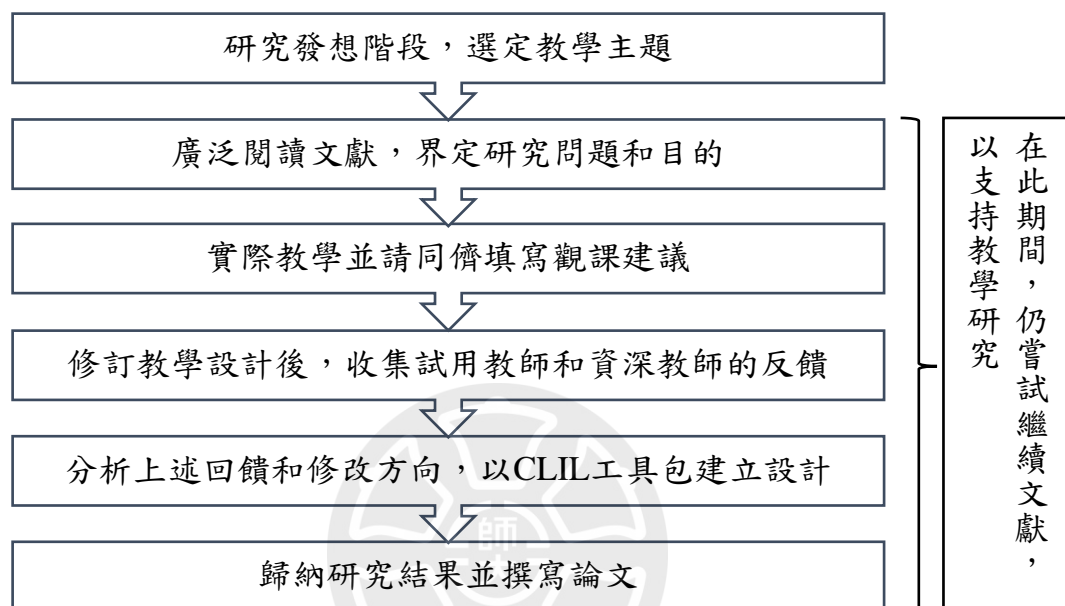 研究發想階段，選定教學主題
廣泛閱讀文獻，界定研究問題和目的
實際教學並請同儕填寫觀課建議
修訂教學設計後，收集試用教師和資深教師的反饋
分析上述回饋和修改方向，以CLIL工具包建立設計
歸納研究結果並撰寫論文
在此期間，仍嘗試繼續文獻，
以支持教學研究
師